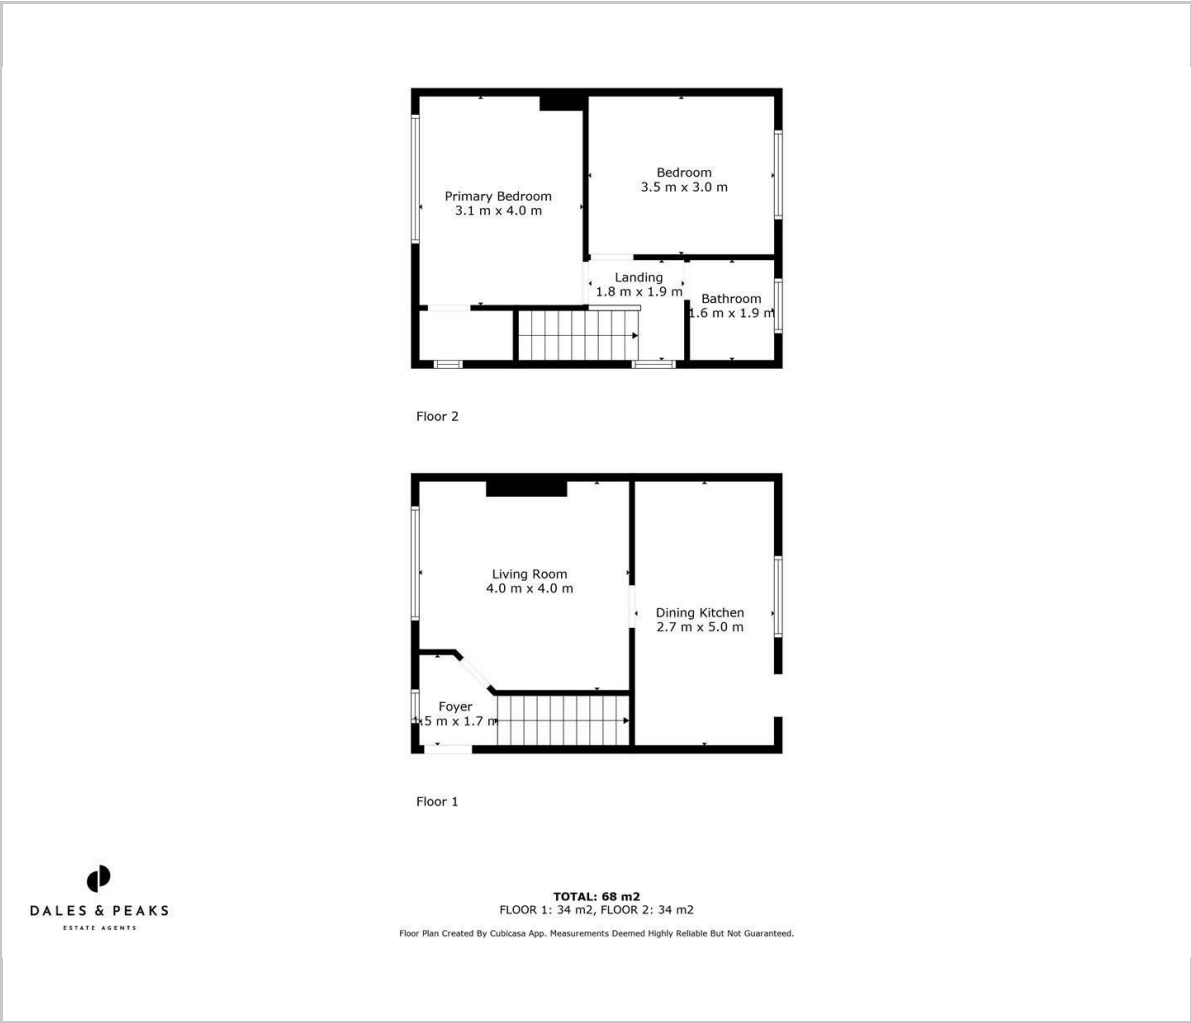 Primary Bedroom
3.1 m x 4.0 m
Bedroom
3.5 m x 3.0 m
Landing
1.8 m x 1.9 m
Bathroom
1.6 m x 1.9 m
Floor 2
Living Room
4.0 m x 4.0 m
Dining Kitchen
2.7 m x 5.0 m
Foyer
.5 m x 1.7 m
Floor 1
DALES & PEAKS
ESTATE AGENTS
TOTAL: 68 m2
FLOOR 1: 34 m2, FLOOR 2: 34 m2
Floor Plan Created By Cubicasa App. Measurements Deemed Highly Reliable But Not Guaranteed.